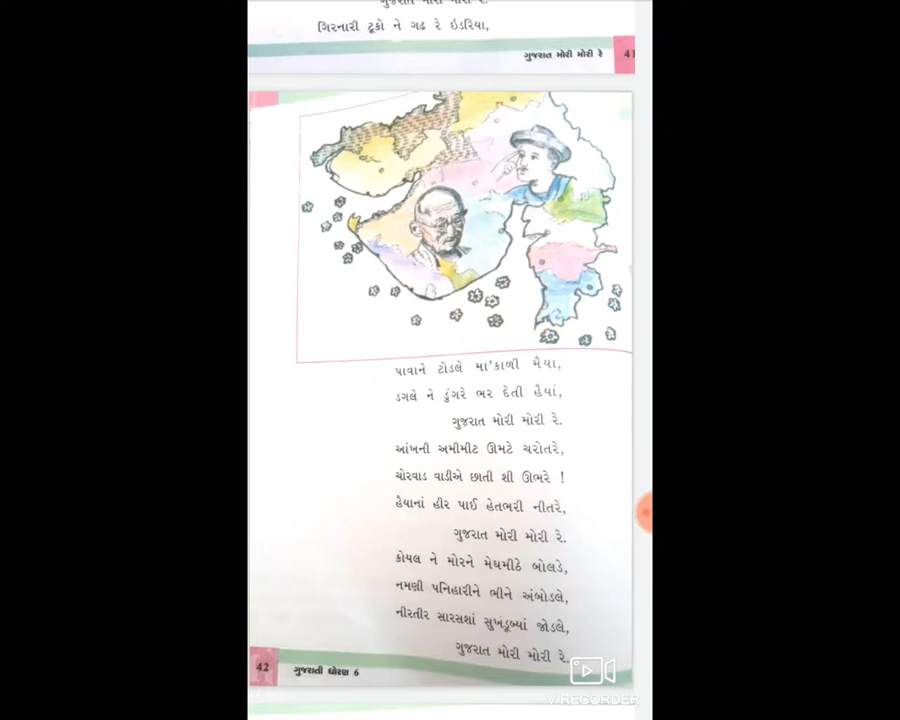 ગુજરાત મોરી મોરી રે.
ગિરનારી ટૂકો ને ગઢ રે ઇડરિયા,
ગુજરાત મોરી મોરી રે 41
પાવાને ટોડલે મા'કાળી મૈયા,
ડગલે ને ડુંગરે ભર દેતી હૈયાં,
ગુજરાત મોરી મોરી રે.
આંખની અમીમીટ ઊમટે ચરોતરે,
ચોરવાડ વાડીએ છાતી શી ઊભરે !
હૈયાનાં હીર પાઈ હેતભરી નીતરે,
ગુજરાત મોરી મોરી રે.
કોયલ ને મોરને મેઘમીઠે બોલડે,
નમણી પનિહારીને ભીને અંબોડલે,
નીરતીર સારસશાં સુખડૂબ્યાં જોડલે,
ગુજરાત મોરી મોરી રે.
42 ગુજરાતી ધોરણ 6
V RECORDER